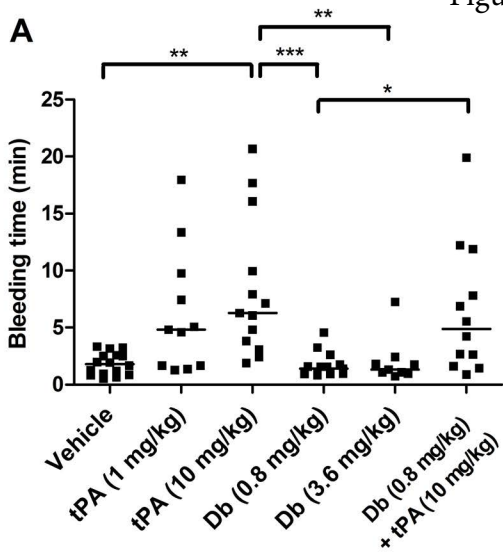 Figu
A
**
** ***
*
Bleeding time (min)
25
20
15
10
5
0
Vehicle
tPA (1 mg/kg)
tPA (10 mg/kg)
Db (0.8 mg/kg)
Db (3.6 mg/kg)
Db (0.8 mg/kg)
+ tPA (10 mg/kg)